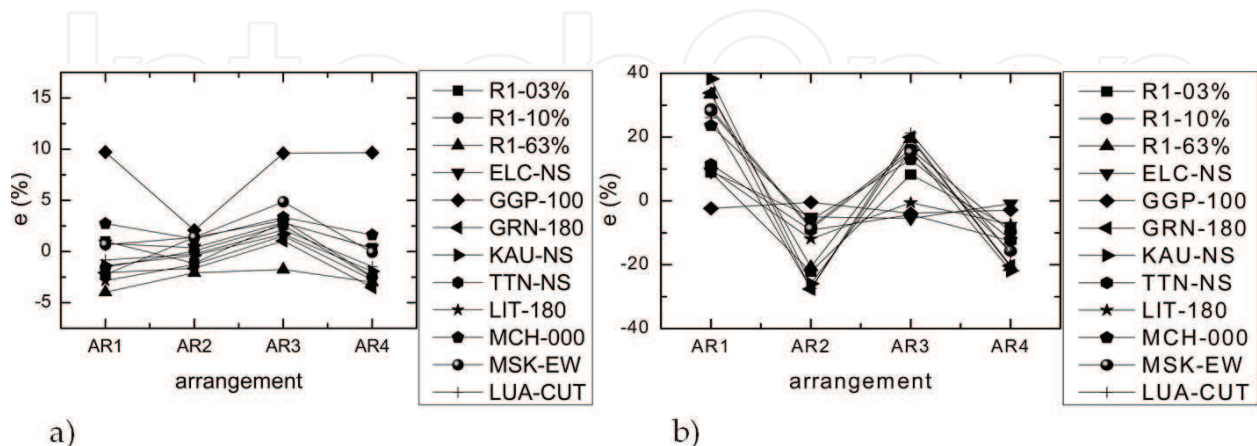 IntechOpen
15
10
5
0
-5
e (%)
AR1 AR2 AR3 AR4
arrangement
R1-03%
R1-10%
R1-63%
ELC-NS
GGP-100
GRN-180
KAU-NS
TTN-NS
LIT-180
MCH-000
MSK-EW
LUA-CUT
a)
40
20
0
-20
-40
e (%)
AR1 AR2 AR3 AR4
arrangement
R1-03%
R1-10%
R1-63%
ELC-NS
GGP-100
GRN-180
KAU-NS
TTN-NS
LIT-180
MCH-000
MSK-EW
LUA-CUT
b)